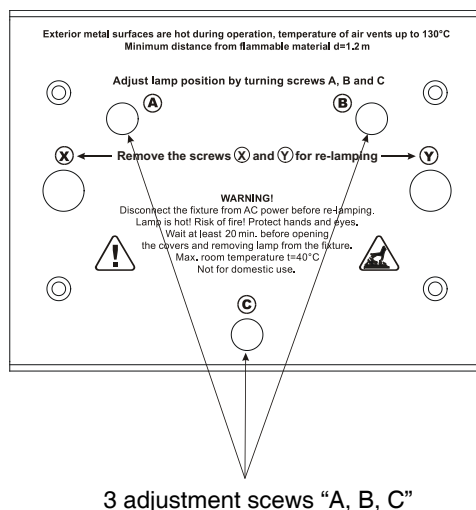 Exterior metal surfaces are hot during operation, temperature of air vents up to 130°C
Minimum distance from flammable material d=1.2 m
Adjust lamp position by turning screws A, B and C
A
B
X Remove the screws X and Y for re-lamping Y
WARNING!
Disconnect the fixture from AC power before re-lamping.
Lamp is hot! Risk of fire! Protect hands and eyes.
Wait at least 20 min. before opening
the covers and removing lamp from the fixture.
Max. room temperature t=40°C
Not for domestic use.
C
3 adjustment scews “A, B, C”